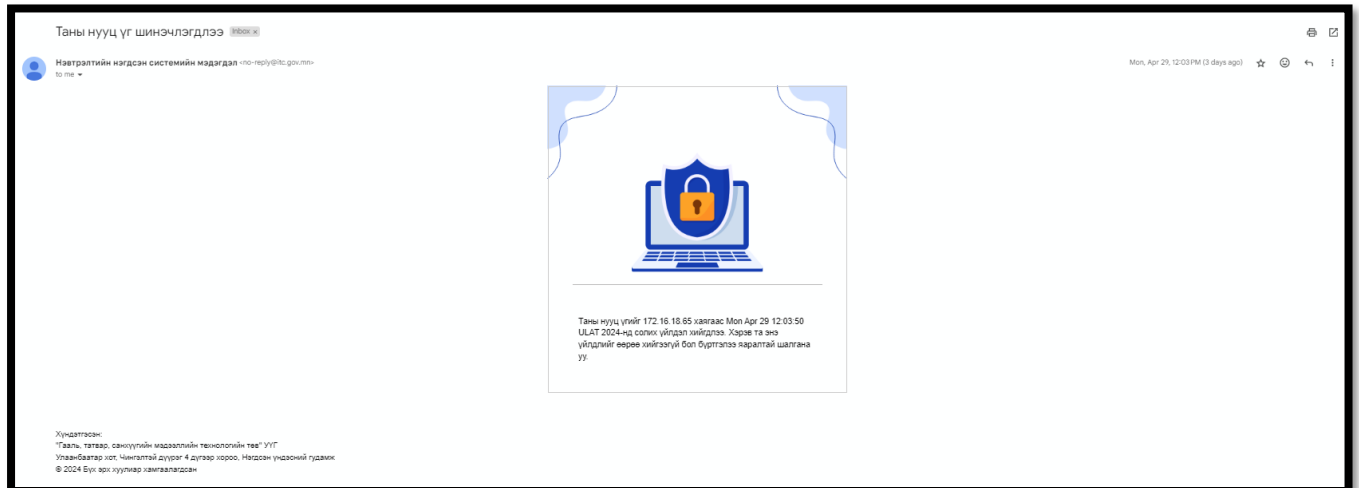 Таны нууц үг шинэчлэгдлээ Inbox x
Нэвтрэлтийн нэгдсэн системийн мэдэгдэл <no-reply@itc.gov.mn>
Mon, Apr 29, 12:03 PM (3 days ago)
to me
Таны нууц үгийг 172.16.18.65 хаягаас Mon Apr 29 12:03:50
ULAT 2024-нд солих үйлдэл хийгдлээ. Хэрэв та энэ
үйлдлийг өөрөө хийгээгүй бол бүртгэлээ яаралтай шалгана
уу.
Хүндэтгэсэн:
"Гааль, татвар, санхүүгийн мэдээллийн технологийн төв" УҮГ
Улаанбаатар хот, Чингэлтэй дүүрэг 4 дүгээр хороо, Нэгдсэн үндэсний гудамж
© 2024 Бүх эрх хуулиар хамгаалагдсан